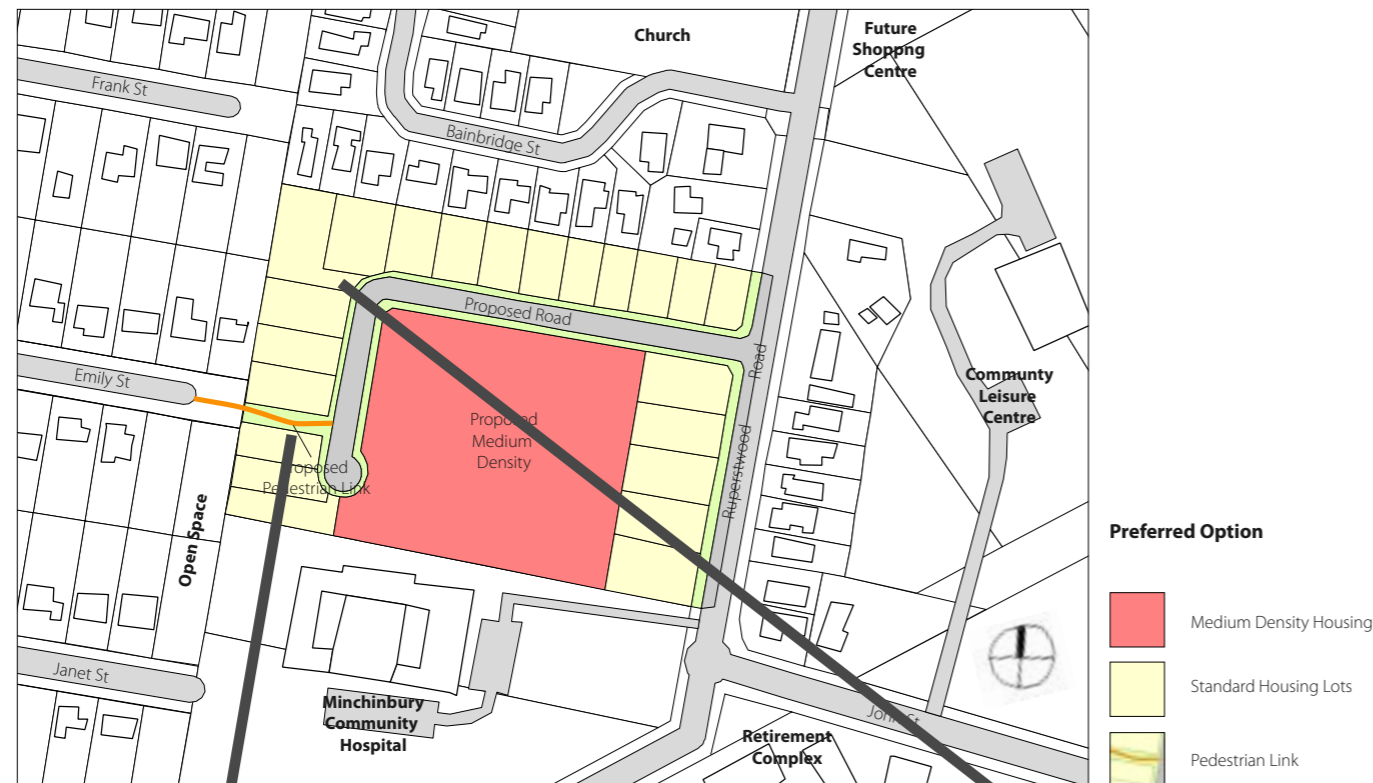 Church
Future
Shoppng
Centre
Frank St
Bainbridge St
Proposed Road
Road
Emily St
Communty
Leisure
Centre
Proposed
Medium
Density
Ruperstwood
Proposed
Pedestrian Link
Open Space
Preferred Option
Medium Density Housing
Janet St
Standard Housing Lots
Minchinbury
Community
Hospital
John St
Retirement
Complex
Pedestrian Link